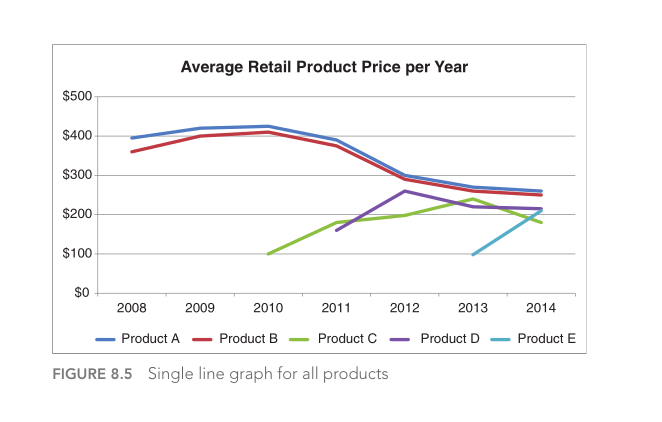 Average Retail Product Price per Year
$500
$400
$300
$200
$100
$0
2008 2009 2010 2011 2012 2013 2014
Product A Product B Product C Product D Product E
FIGURE 8.5 Single line graph for all products